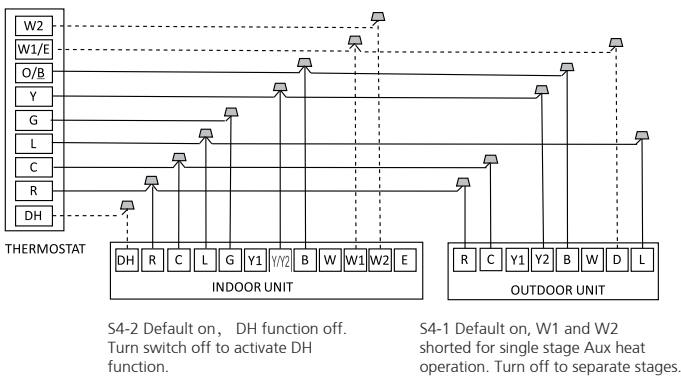 W2
W1/E
O/B
Y
G
L
C
R
DH
THERMOSTAT
DH R C L G Y1 Y/Y2 B W W1 W2 E
INDOOR UNIT
R C Y1 Y2 B W D L
OUTDOOR UNIT
S4-2 Default on， DH function off.
Turn switch off to activate DH
function.
S4-1 Default on, W1 and W2
shorted for single stage Aux heat
operation. Turn off to separate stages.